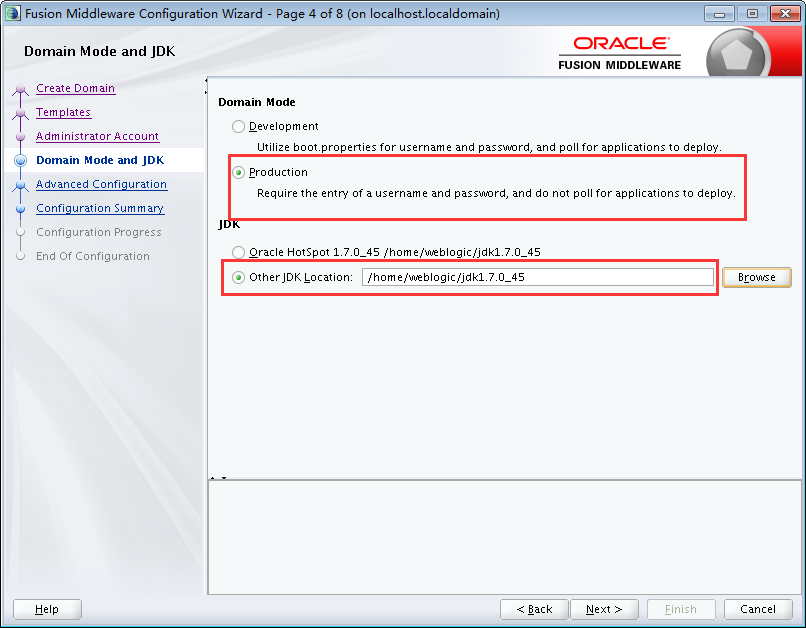 Fusion Middleware Configuration Wizard - Page 4 of 8 (on localhost.localdomain)
Domain Mode and JDK
ORACLE®
FUSION MIDDLEWARE
Create Domain
Templates
Administrator Account
Domain Mode and JDK
Advanced Configuration
Configuration Summary
Configuration Progress
End Of Configuration
Domain Mode
Development
Utilize boot.properties for username and password, and poll for applications to deploy.
Production
Require the entry of a username and password, and do not poll for applications to deploy.
JDK
Oracle HotSpot 1.7.0_45 /home/weblogic/jdk1.7.0_45
Other JDK Location: /home/weblogic/jdk1.7.0_45 Browse
Help < Back Next > Finish Cancel